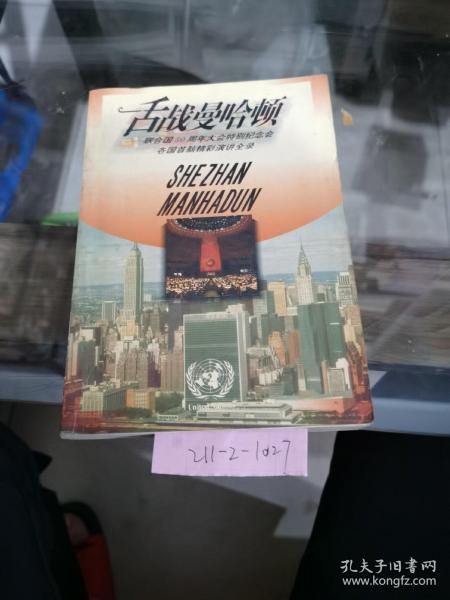 舌战曼哈顿
联合国50周年大会特别纪念会
各国首脑精彩演讲全录
SHEZHAN
MANHADUN
United
211-2-1027
孔夫子旧书网
www.kongfz.com